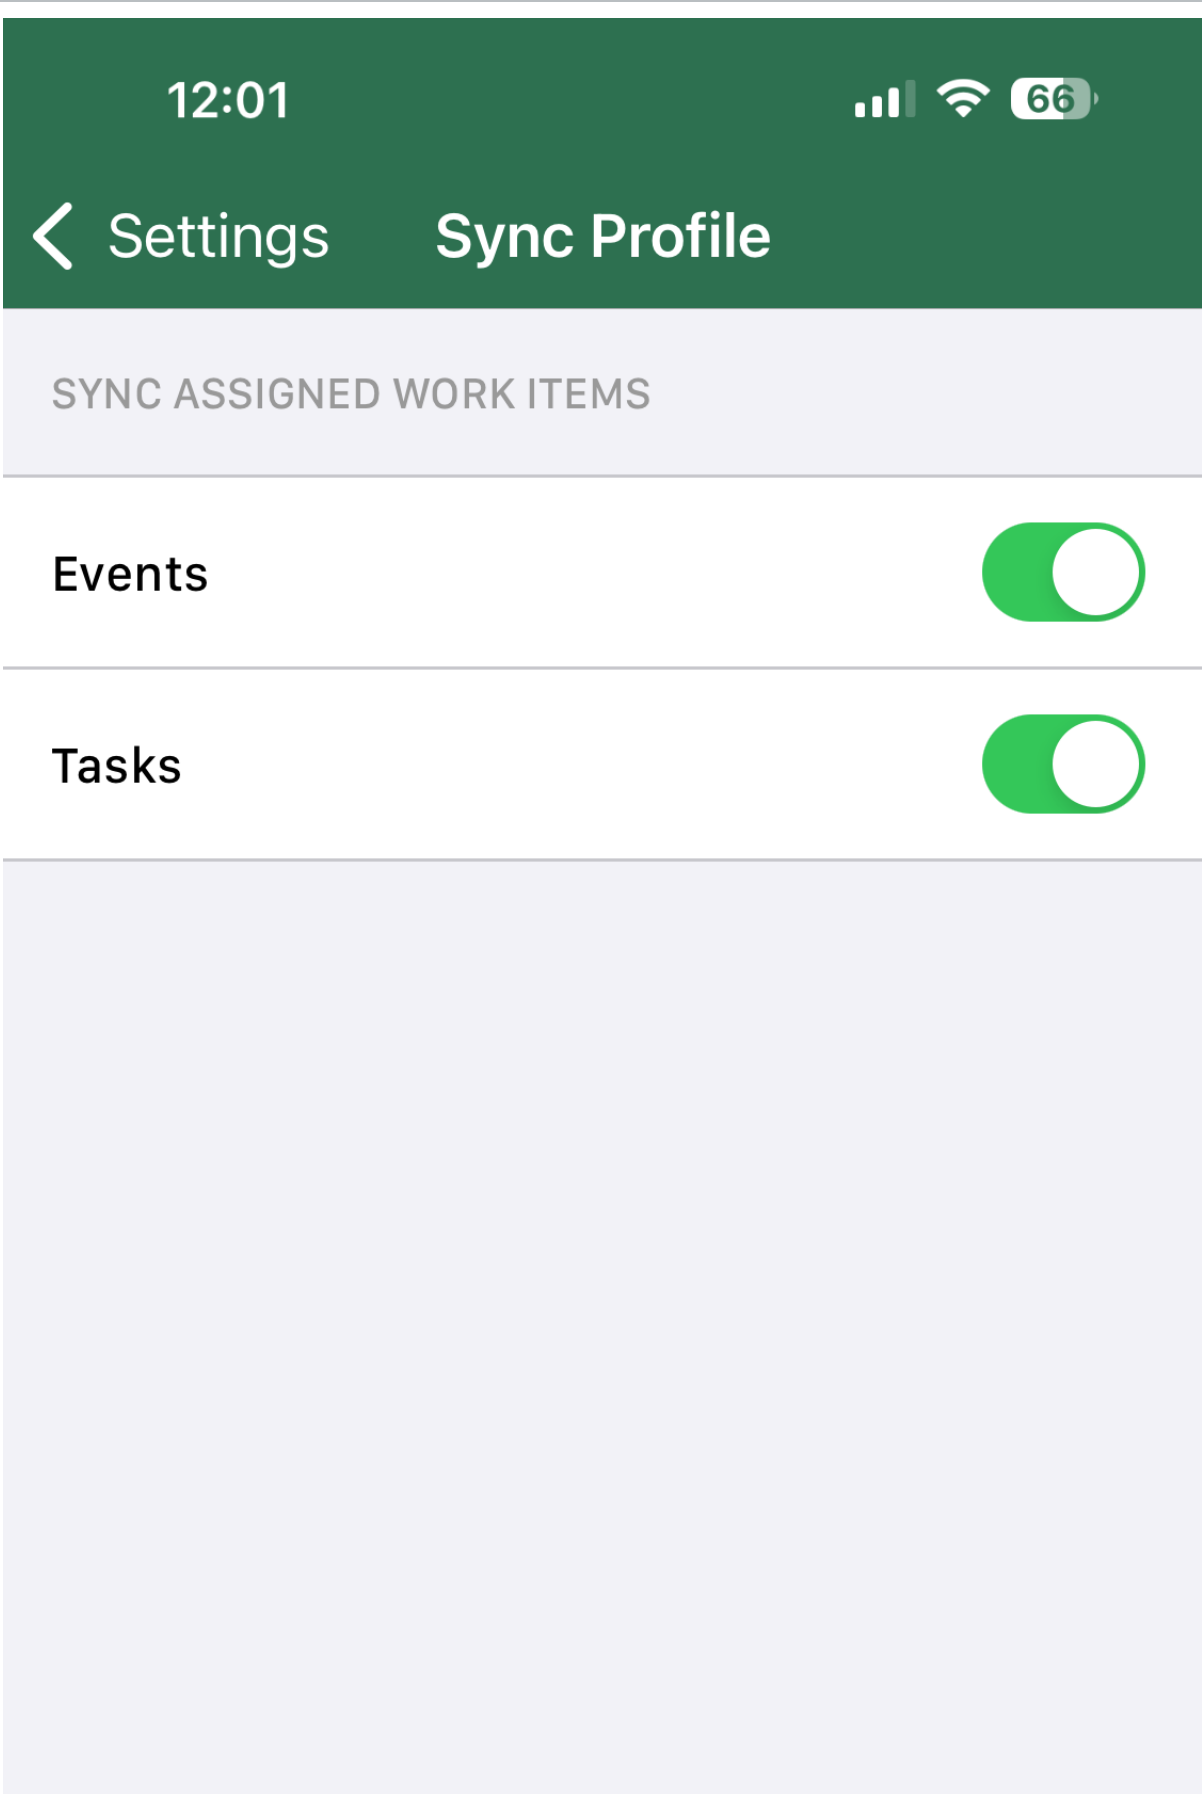 12:01
66
Settings
Sync Profile
SYNC ASSIGNED WORK ITEMS
Events
Tasks